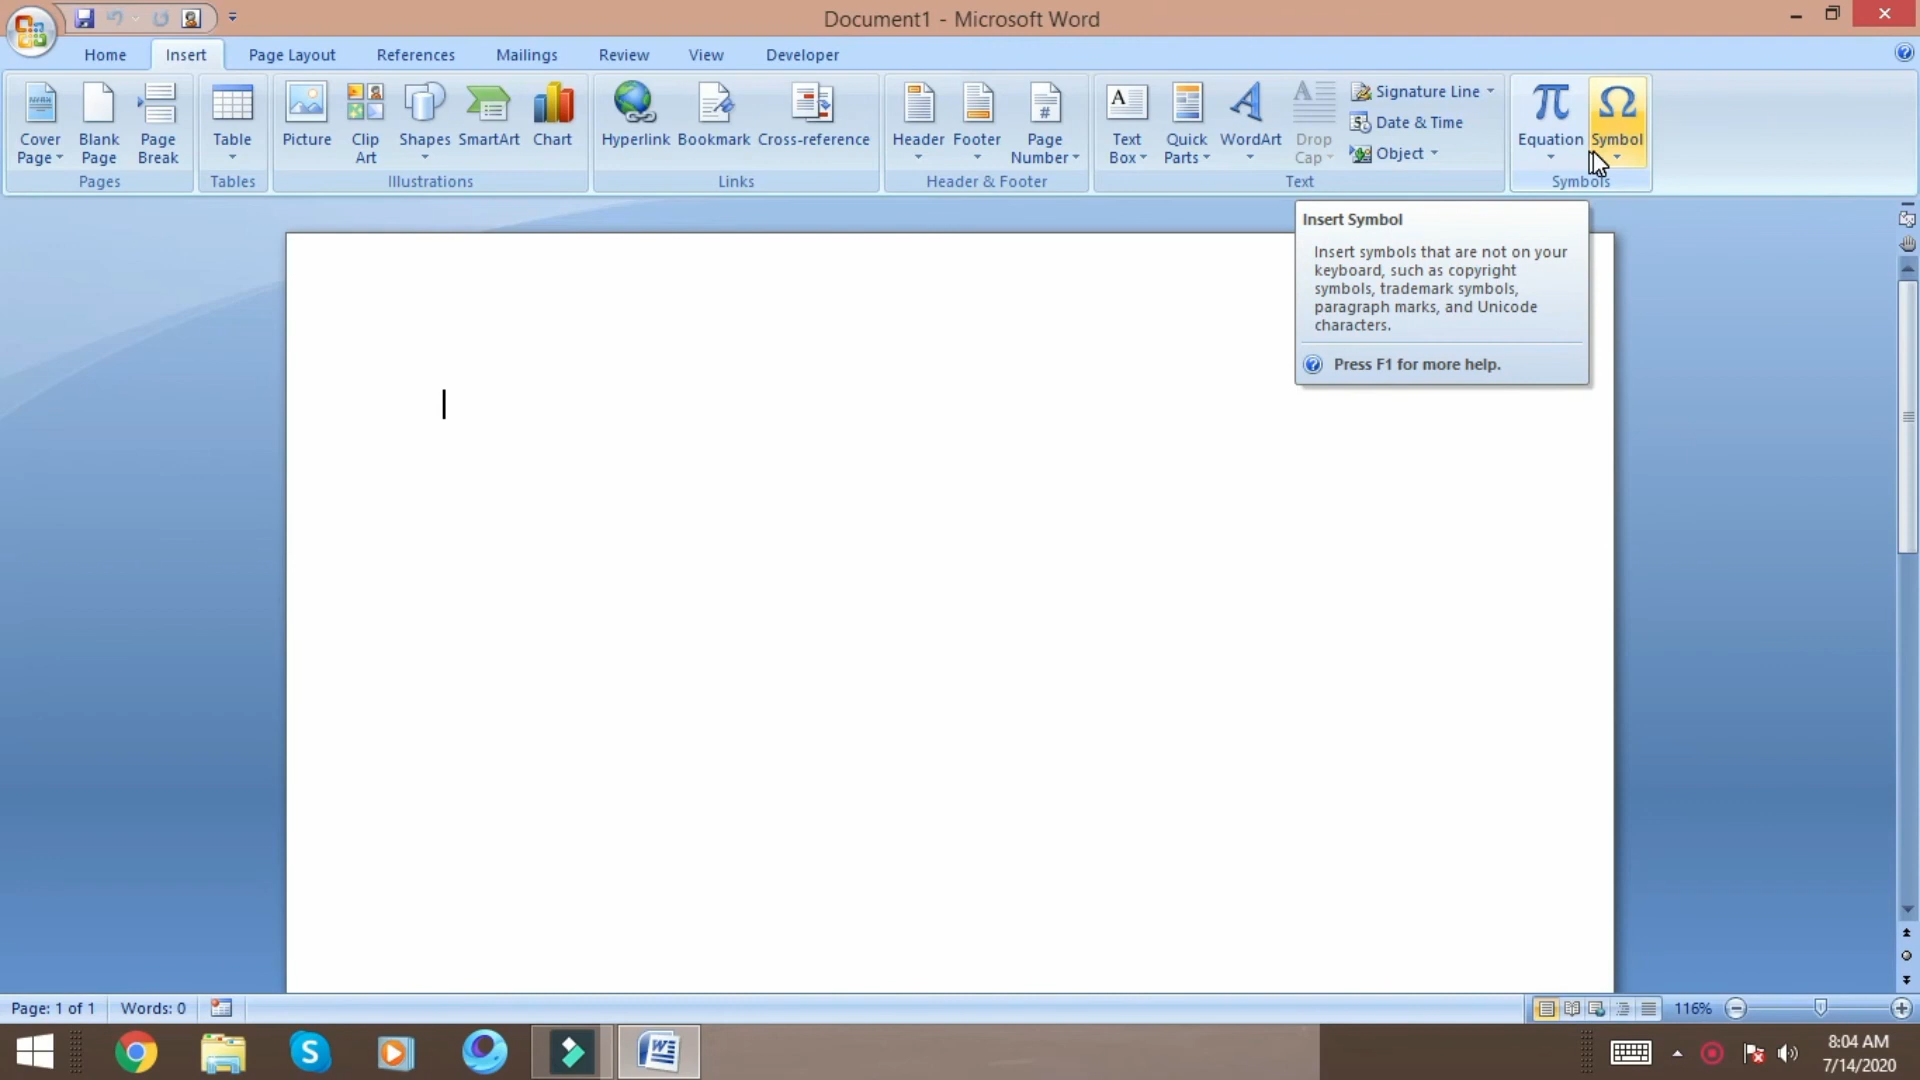 Document1 - Microsoft Word
Home Insert Page Layout References Mailings Review View Developer
Cover Page
Blank Page
Page Break
Pages
Table
Tables
Picture
Clip Art
Shapes
SmartArt
Chart
Illustrations
Hyperlink
Bookmark
Cross-reference
Links
Header
Footer
Page Number
Header & Footer
Text Box
Quick Parts
WordArt
Drop Cap
Signature Line
Date & Time
Object
Text
Equation
Symbol
Symbols
Insert Symbol
Insert symbols that are not on your
keyboard, such as copyright
symbols, trademark symbols,
paragraph marks, and Unicode
characters.
Press F1 for more help.
Page: 1 of 1 Words: 0
116%
8:04 AM
7/14/2020